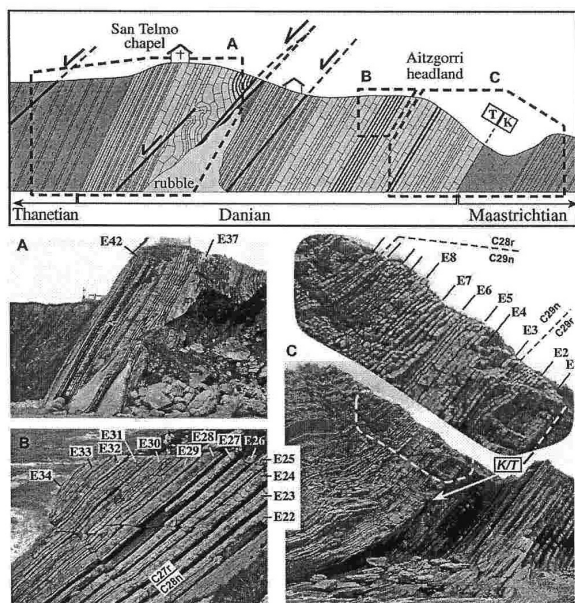 San Telmo
chapel
A
Aitzgorri
headland
B
C
T K
rubble
Thanetian
Danian
Maastrichtian
A
E42
E37
C28r
C29n
E8
E7
E6
E5
E4
C29n
C29r
E3
E2
E
C
K/T
B
E34
E33
E32
E31
E30
E29
E28
E27
E26
E25
E24
E23
E22
C27r
C28n